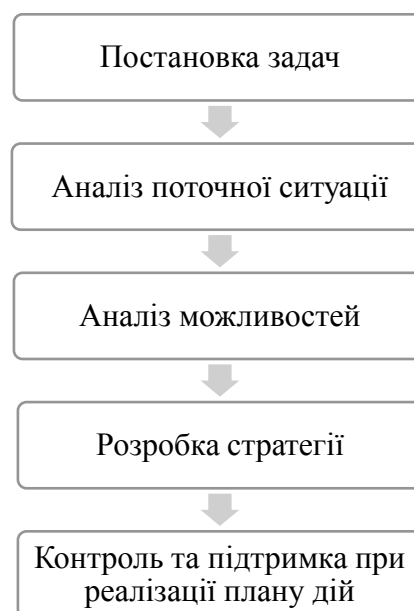 Постановка задач
Аналіз поточної ситуації
Аналіз можливостей
Розробка стратегії
Контроль та підтримка при
реалізації плану дій